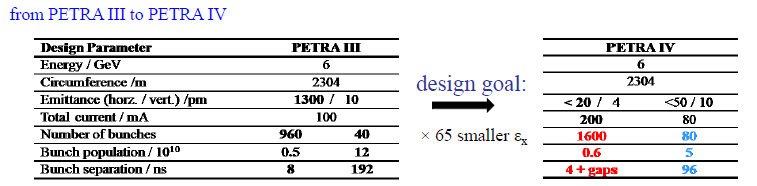 from PETRA III to PETRA IV
Design Parameter PETRA III
Energy / GeV 6
Circumference /m 2304
Emittance (horz. / vert.) /pm 1300 / 10
Total current / mA 100
Number of bunches 960 40
Bunch population / 10¹⁰ 0.5 12
Bunch separation / ns 8 192
design goal:
× 65 smaller εx
PETRA IV
6
2304
< 20 / 4 <50 / 10
200 80
1600 80
0.6 5
4 + gaps 96